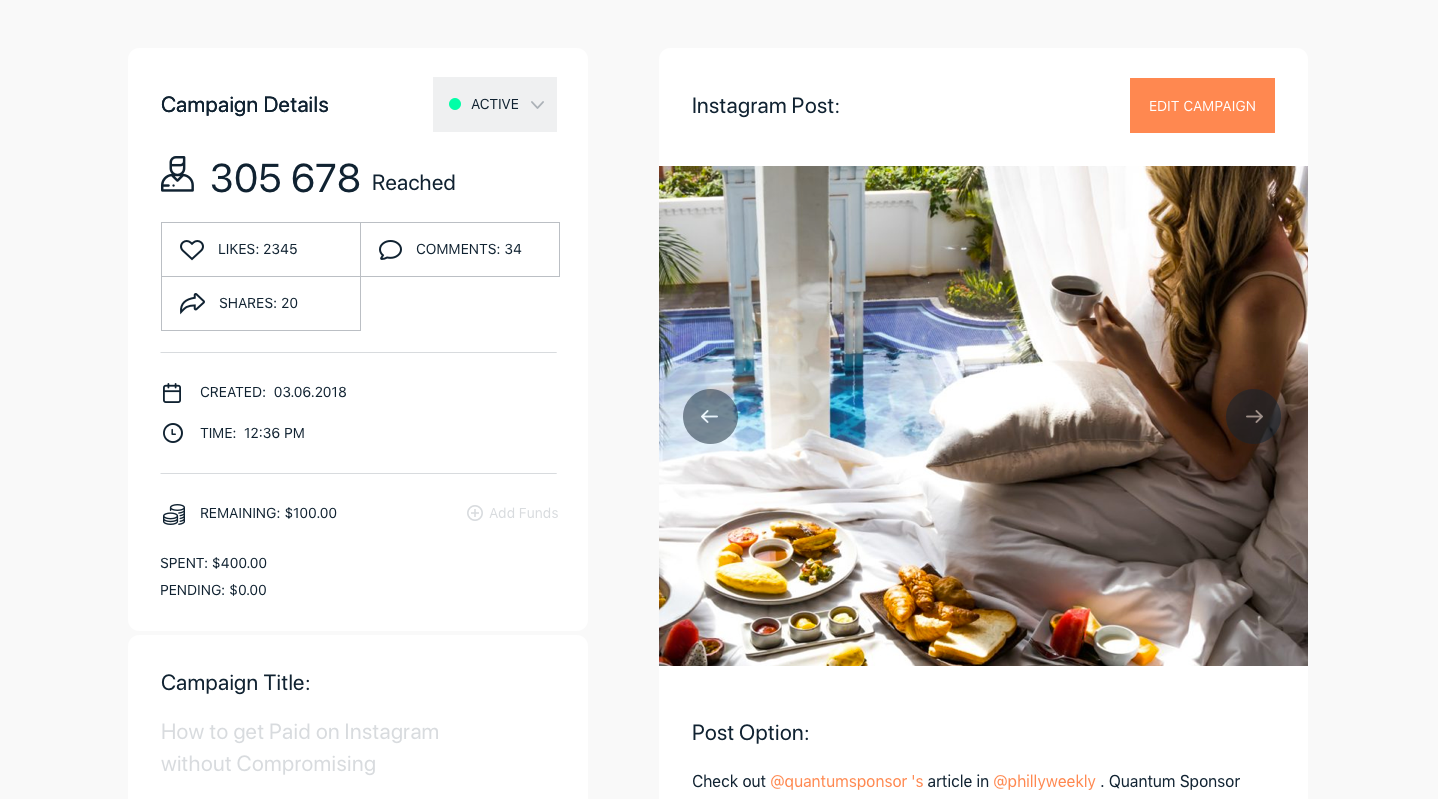 Campaign Details
ACTIVE
305 678 Reached
LIKES: 2345
COMMENTS: 34
SHARES: 20
CREATED: 03.06.2018
TIME: 12:36 PM
REMAINING: $100.00
Add Funds
SPENT: $400.00
PENDING: $0.00
Campaign Title:
How to get Paid on Instagram
without Compromising
Instagram Post:
EDIT CAMPAIGN
Post Option:
Check out @quantumsponsor 's article in @phillyweekly . Quantum Sponsor